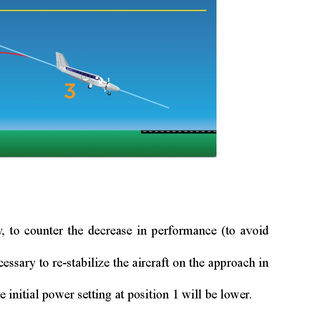 3
, to counter the decrease in performance (to avoid
cessary to re-stabilize the aircraft on the approach in
e initial power setting at position 1 will be lower.